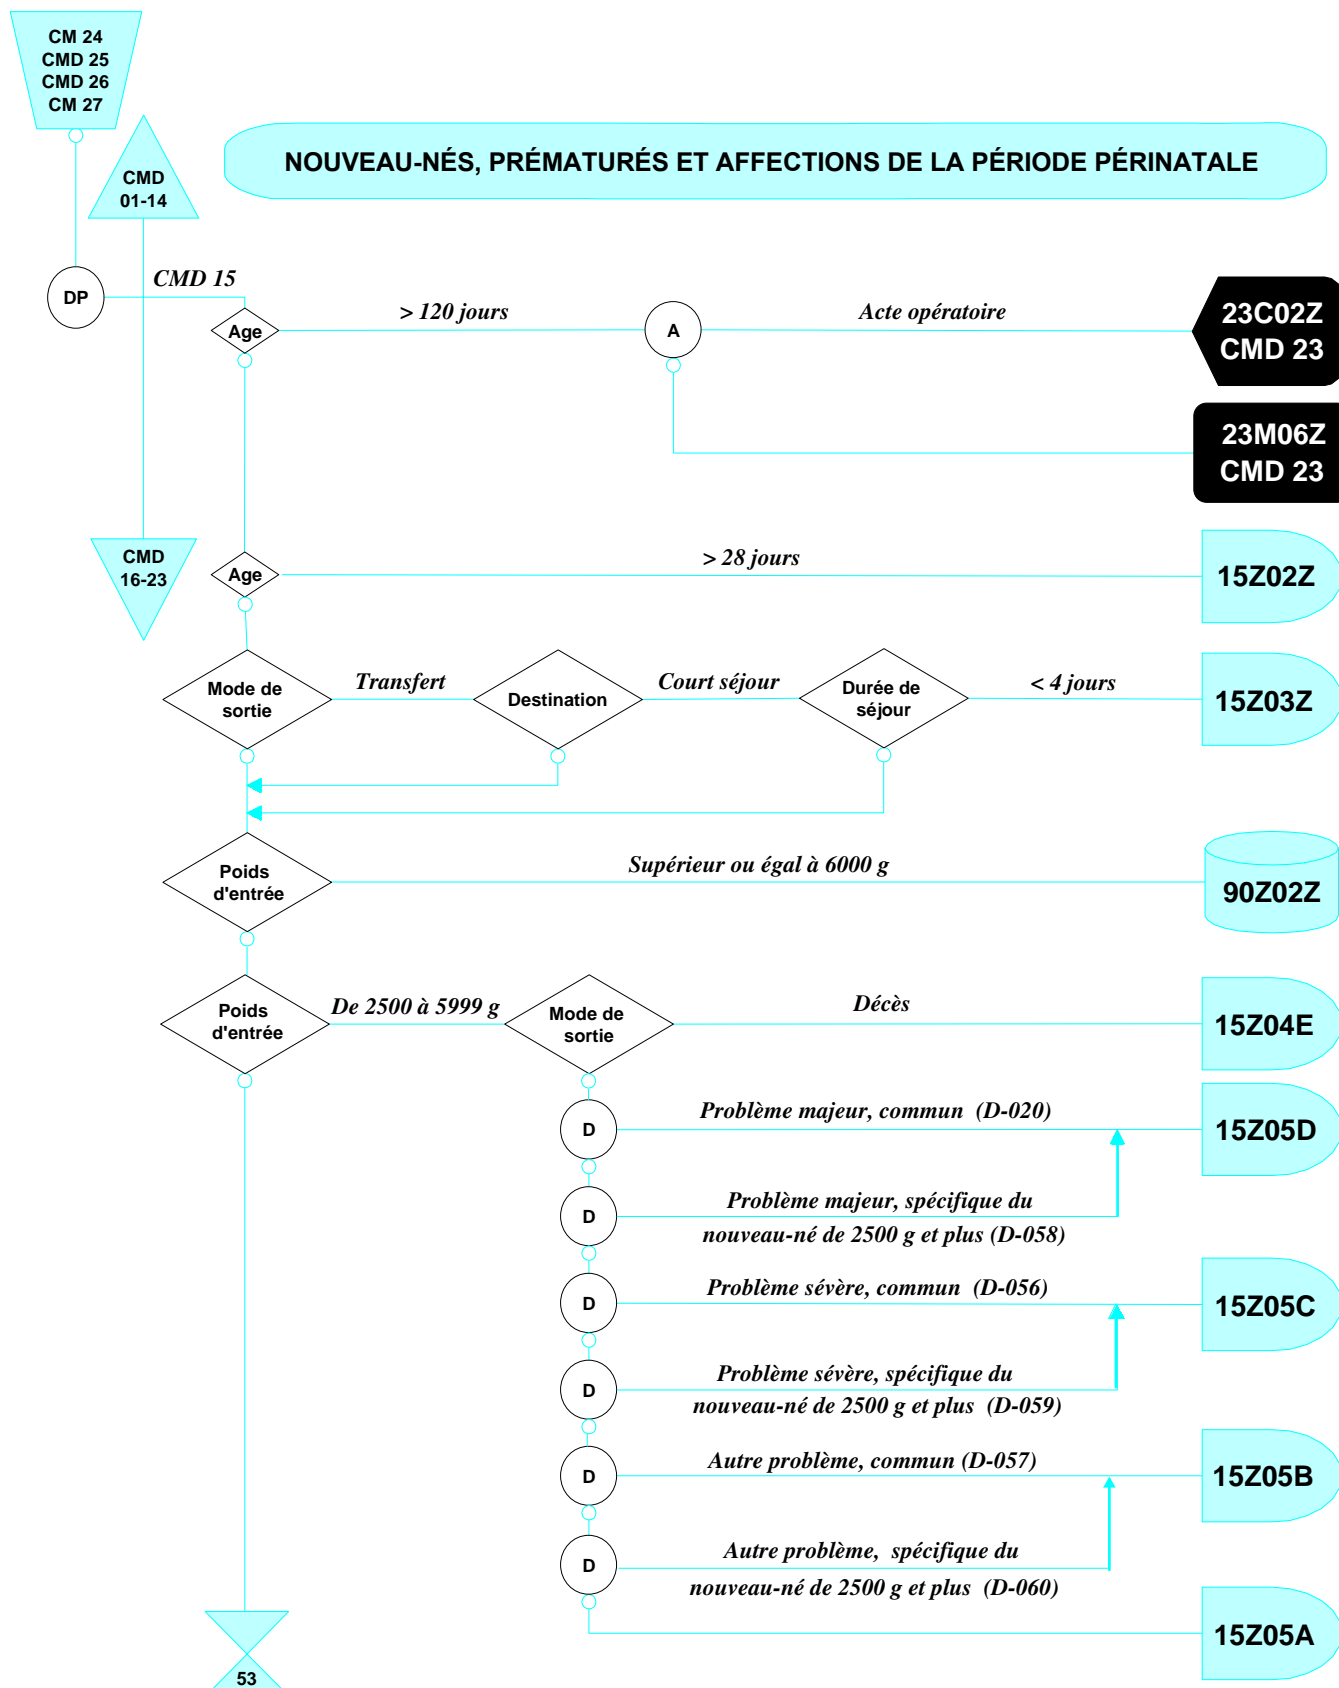 CM 24
CMD 25
CMD 26
CM 27
NOUVEAU-NÉS, PRÉMATURÉS ET AFFECTIONS DE LA PÉRIODE PÉRINATALE
CMD
01-14
CMD 15
DP
> 120 jours
Acte opératoire
Age
A
23C02Z
CMD 23
23M06Z
CMD 23
CMD
16-23
Age
> 28 jours
15Z02Z
Mode de
sortie
Transfert
Destination
Court séjour
Durée de
séjour
< 4 jours
15Z03Z
Poids
d'entrée
Supérieur ou égal à 6000 g
90Z02Z
Poids
d'entrée
De 2500 à 5999 g
Mode de
sortie
Décès
15Z04E
D
Problème majeur, commun (D-020)
15Z05D
D
Problème majeur, spécifique du
nouveau-né de 2500 g et plus (D-058)
D
Problème sévère, commun (D-056)
15Z05C
D
Problème sévère, spécifique du
nouveau-né de 2500 g et plus (D-059)
D
Autre problème, commun (D-057)
15Z05B
D
Autre problème, spécifique du
nouveau-né de 2500 g et plus (D-060)
15Z05A
53